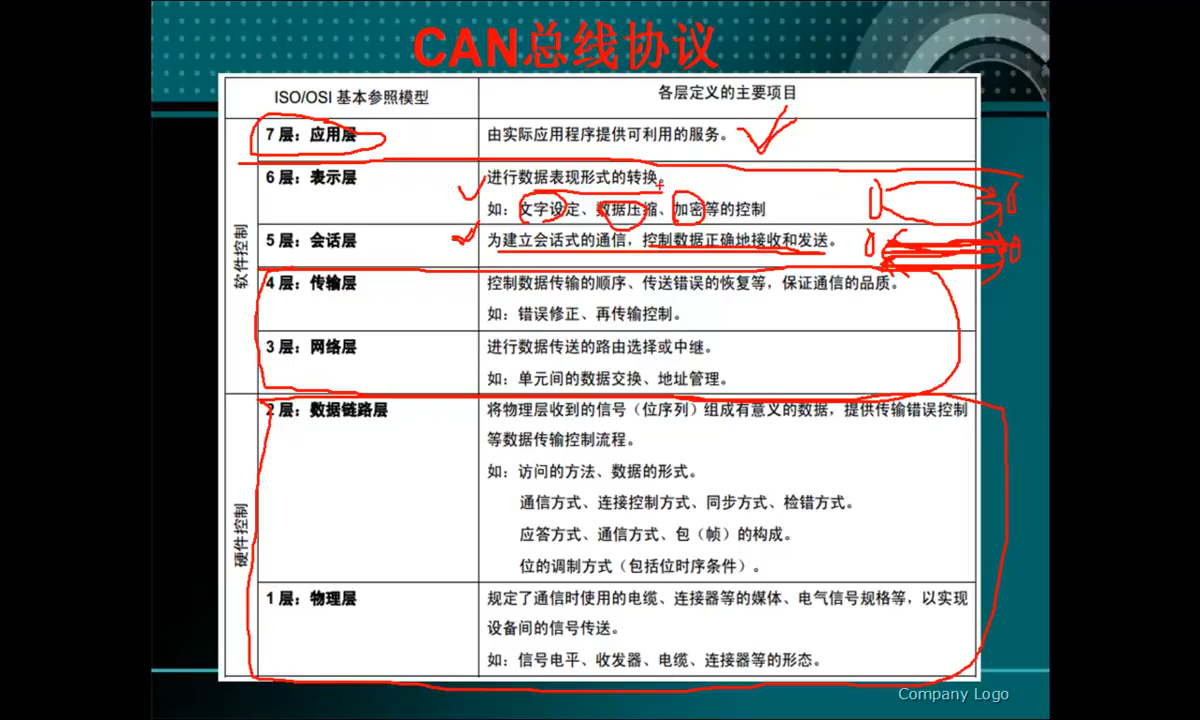 CAN总线协议
ISO/OSI 基本参照模型
各层定义的主要项目
软件控制
7 层：应用层
由实际应用程序提供可利用的服务。
6 层：表示层
进行数据表现形式的转换。
如：文字设定、数据压缩、加密等的控制
5 层：会话层
为建立会话式的通信，控制数据正确地接收和发送。
4 层：传输层
控制数据传输的顺序、传送错误的恢复等，保证通信的品质。
如：错误修正、再传输控制。
3 层：网络层
进行数据传送的路由选择或中继。
如：单元间的数据交换、地址管理。
硬件控制
2 层：数据链路层
将物理层收到的信号（位序列）组成有意义的数据，提供传输错误控制
等数据传输控制流程。
如：访问的方法、数据的形式。
通信方式、连接控制方式、同步方式、检错方式。
应答方式、通信方式、包（帧）的构成。
位的调制方式（包括位时序条件）。
1 层：物理层
规定了通信时使用的电缆、连接器等的媒体、电气信号规格等，以实现
设备间的信号传送。
如：信号电平、收发器、电缆、连接器等的形态。
Company Logo